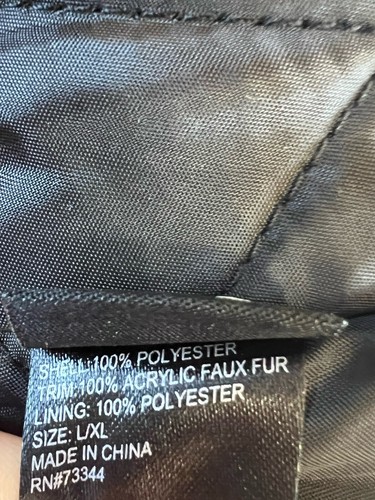 SHELL:100% POLYESTER
TRIM:100% ACRYLIC FAUX FUR
LINING: 100% POLYESTER
SIZE: L/XL
MADE IN CHINA
RN#73344